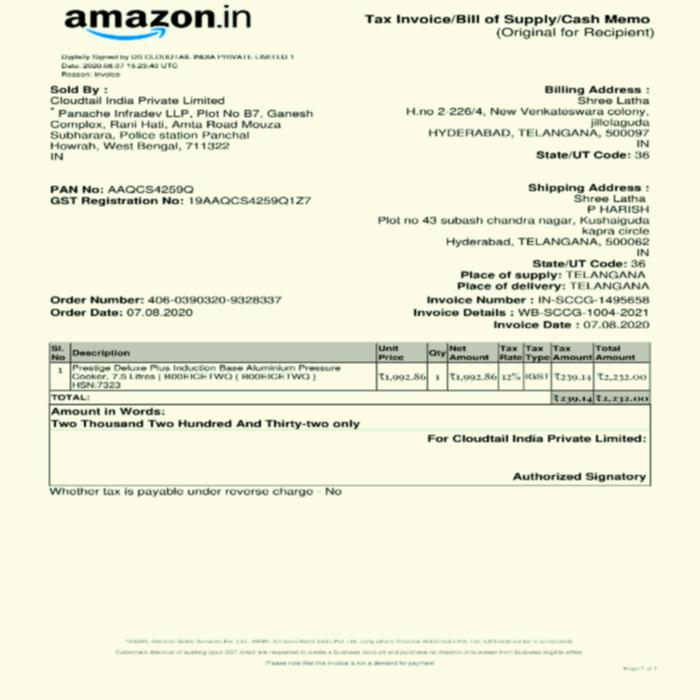 amazon.in
Tax Invoice/Bill of Supply/Cash Memo
(Original for Recipient)
Digitally Signed by DS CLOUDTAIL INDIA PRIVATE LIMITED 1
Date: 2020.08.07 15:23:40 UTC
Reason: Invoice
Sold By :
Cloudtail India Private Limited
* Panache Infradev LLP, Plot No B7, Ganesh
Complex, Rani Hati, Amta Road Mouza
Subharara, Police station Panchal
Howrah, West Bengal, 711322
IN
Billing Address :
Shree Latha
H.no 2-226/4, New Venkateswara colony,
jillelaguda
HYDERABAD, TELANGANA, 500097
IN
State/UT Code: 36
PAN No: AAQCS4259Q
GST Registration No: 19AAQCS4259Q1Z7
Shipping Address :
Shree Latha
P HARISH
Plot no 43 subash chandra nagar, Kushaiguda
kapra circle
Hyderabad, TELANGANA, 500062
IN
State/UT Code: 36
Place of supply: TELANGANA
Place of delivery: TELANGANA
Order Number: 406-0390320-9328337
Order Date: 07.08.2020
Invoice Number : IN-SCCG-1495658
Invoice Details : WB-SCCG-1004-2021
Invoice Date : 07.08.2020
Sl. No Description Unit Price Qty Net Amount Tax Rate Tax Type Tax Amount Total Amount
1 Prestige Deluxe Plus Induction Base Aluminium Pressure
Cooker, 7.5 Litres
HSN:7323
₹1,992.86 1 ₹1,992.86 12% IGST ₹239.14 ₹2,232.00
TOTAL: ₹239.14 ₹2,232.00
Amount in Words:
Two Thousand Two Hundred And Thirty-two only
For Cloudtail India Private Limited:
Authorized Signatory
Whether tax is payable under reverse charge - No
Please note that this invoice is not a demand for payment
Page 1 of 1